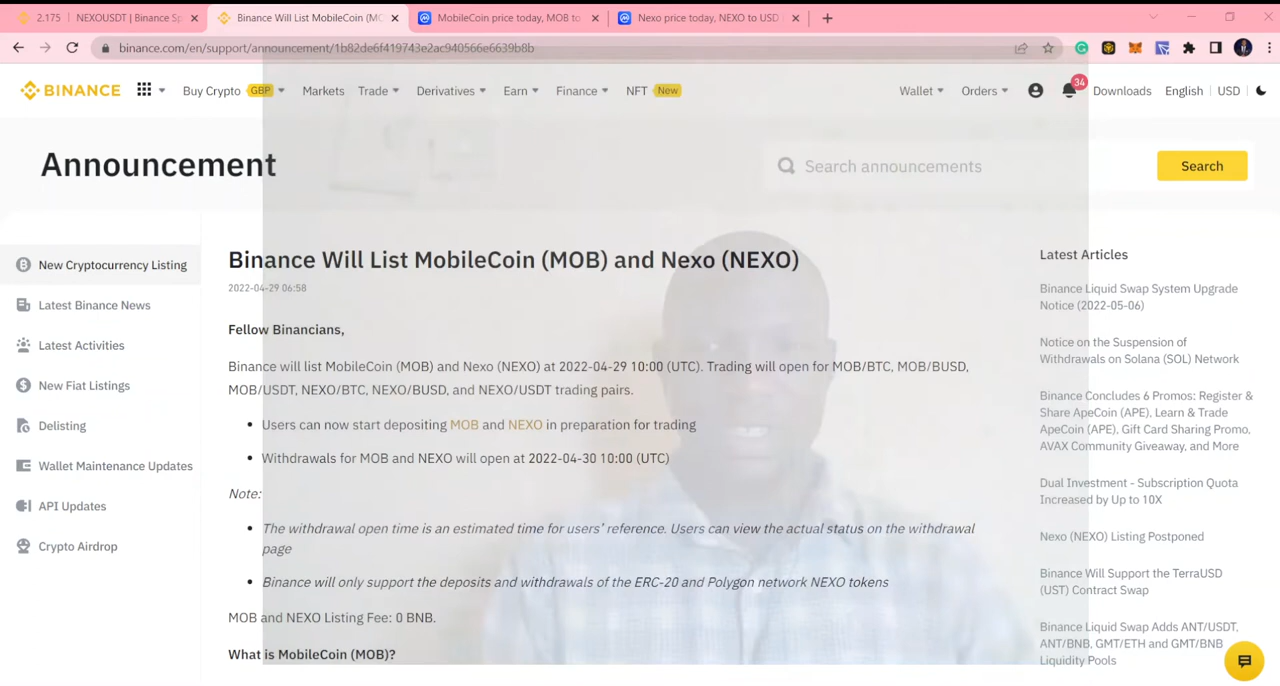 2.175 | NEXOUSDT | Binance Sp
Binance Will List MobileCoin (MO
MobileCoin price today, MOB to
Nexo price today, NEXO to USD
binance.com/en/support/announcement/1b82de6f419743e2ac940566e6639b8b
BINANCE
Buy Crypto GBP
Markets
Trade
Derivatives
Earn
Finance
NFT New
Wallet
Orders
34
Downloads
English
USD
Announcement
Search announcements
Search
New Cryptocurrency Listing
Latest Binance News
Latest Activities
New Fiat Listings
Delisting
Wallet Maintenance Updates
API Updates
Crypto Airdrop
Binance Will List MobileCoin (MOB) and Nexo (NEXO)
2022-04-29 06:58
Fellow Binancians,
Binance will list MobileCoin (MOB) and Nexo (NEXO) at 2022-04-29 10:00 (UTC). Trading will open for MOB/BTC, MOB/BUSD,
MOB/USDT, NEXO/BTC, NEXO/BUSD, and NEXO/USDT trading pairs.
• Users can now start depositing MOB and NEXO in preparation for trading
• Withdrawals for MOB and NEXO will open at 2022-04-30 10:00 (UTC)
Note:
• The withdrawal open time is an estimated time for users' reference. Users can view the actual status on the withdrawal
page
• Binance will only support the deposits and withdrawals of the ERC-20 and Polygon network NEXO tokens
MOB and NEXO Listing Fee: 0 BNB.
What is MobileCoin (MOB)?
Latest Articles
Binance Liquid Swap System Upgrade
Notice (2022-05-06)
Notice on the Suspension of
Withdrawals on Solana (SOL) Network
Binance Concludes 6 Promos: Register &
Share ApeCoin (APE), Learn & Trade
ApeCoin (APE), Gift Card Sharing Promo,
AVAX Community Giveaway, and More
Dual Investment - Subscription Quota
Increased by Up to 10X
Nexo (NEXO) Listing Postponed
Binance Will Support the TerraUSD
(UST) Contract Swap
Binance Liquid Swap Adds ANT/USDT,
ANT/BNB, GMT/ETH and GMT/BNB
Liquidity Pools